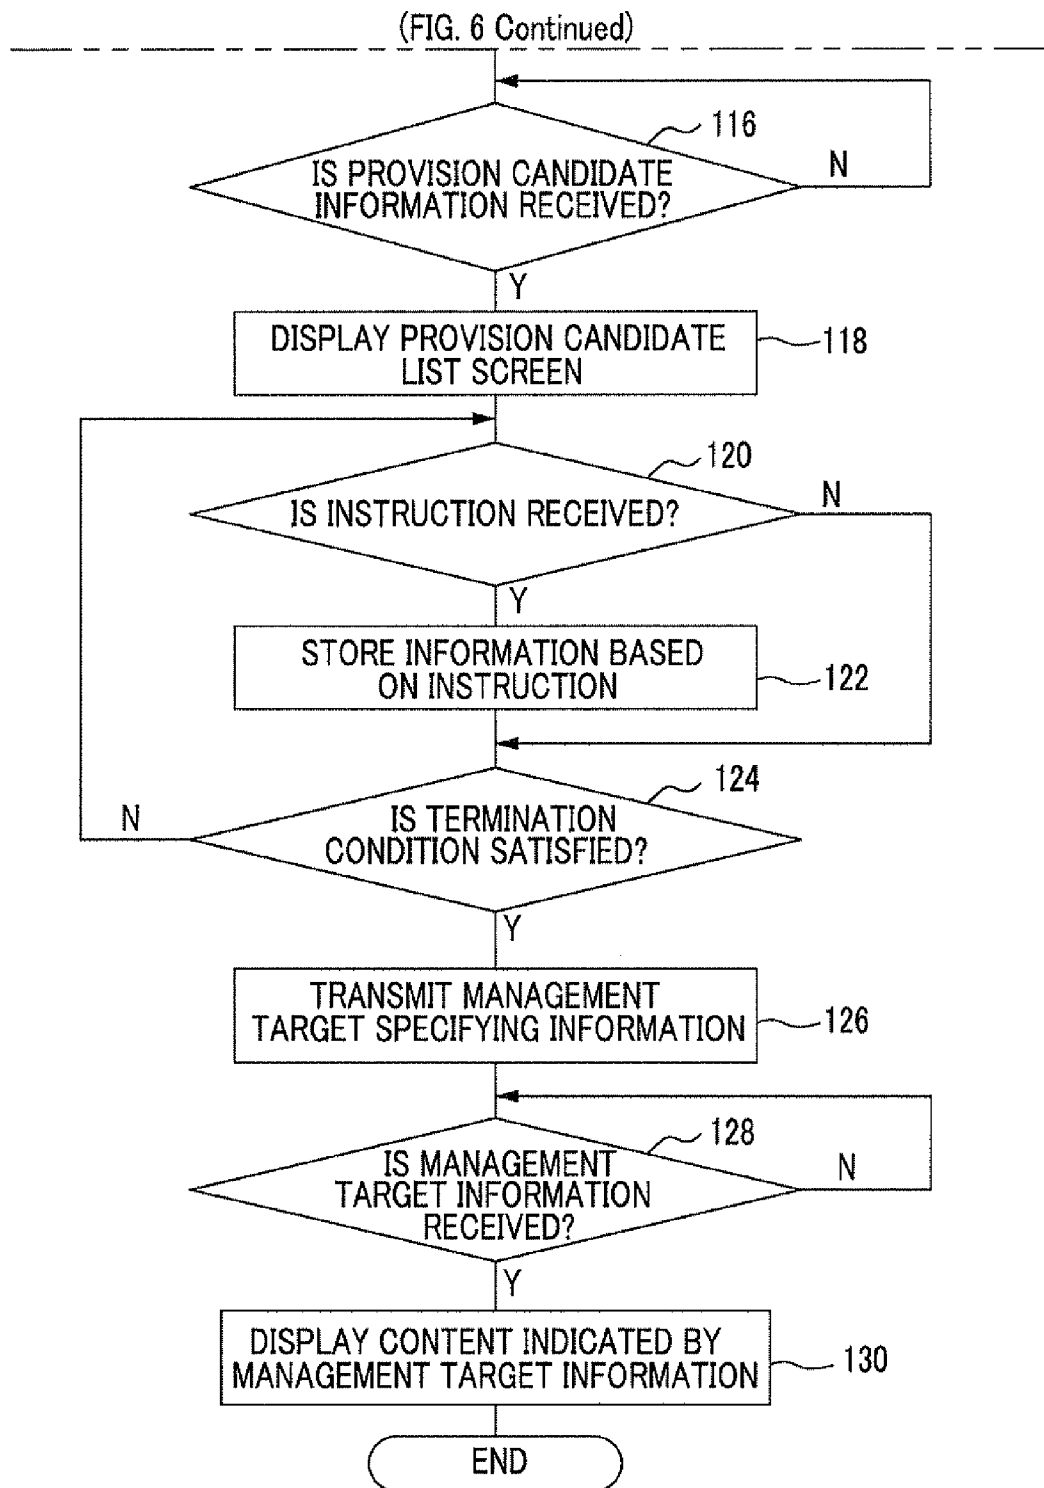 (FIG. 6 Continued)
116
IS PROVISION CANDIDATE
INFORMATION RECEIVED?
N
Y
DISPLAY PROVISION CANDIDATE
LIST SCREEN
118
120
IS INSTRUCTION RECEIVED?
N
Y
STORE INFORMATION BASED
ON INSTRUCTION
122
124
IS TERMINATION
CONDITION SATISFIED?
N
Y
TRANSMIT MANAGEMENT
TARGET SPECIFYING INFORMATION
126
128
IS MANAGEMENT
TARGET INFORMATION
RECEIVED?
N
Y
DISPLAY CONTENT INDICATED BY
MANAGEMENT TARGET INFORMATION
130
END